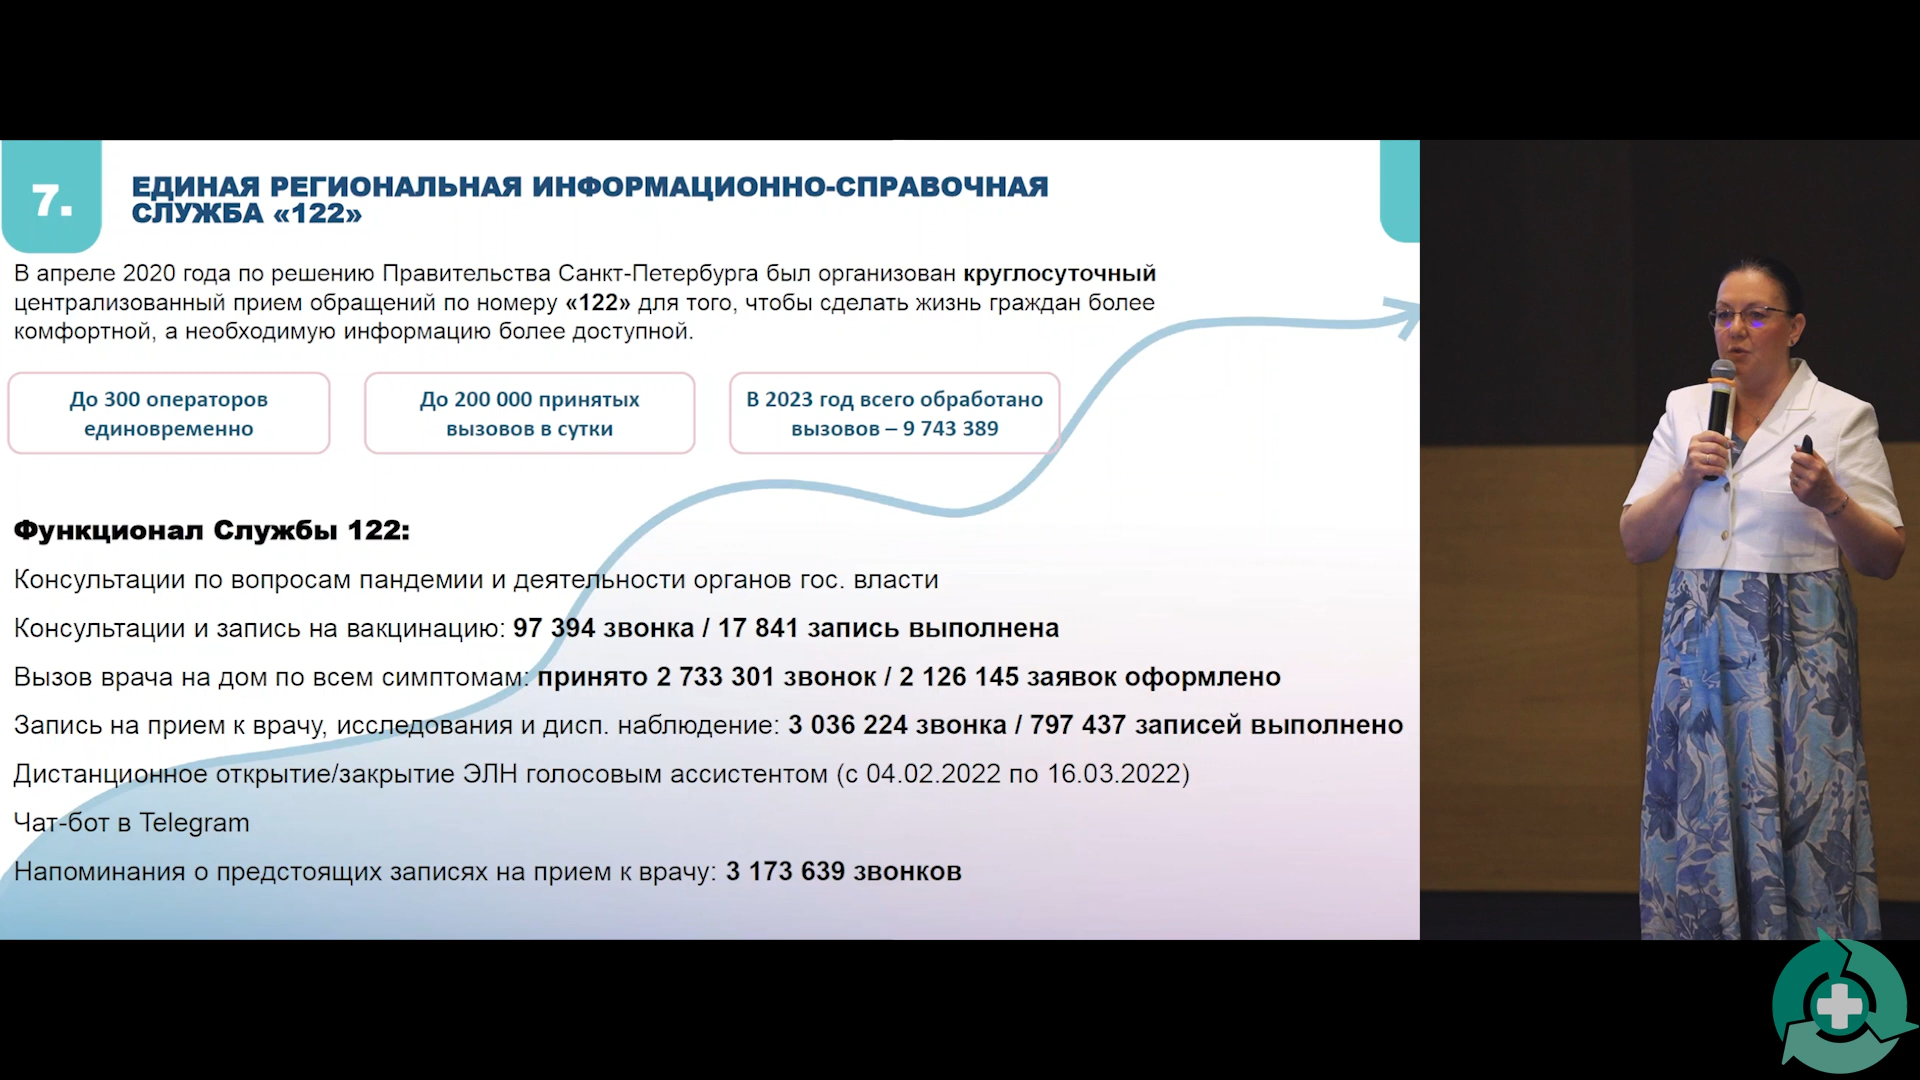 7.
ЕДИНАЯ РЕГИОНАЛЬНАЯ ИНФОРМАЦИОННО-СПРАВОЧНАЯ
СЛУЖБА «122»
В апреле 2020 года по решению Правительства Санкт-Петербурга был организован круглосуточный
централизованный прием обращений по номеру «122» для того, чтобы сделать жизнь граждан более
комфортной, а необходимую информацию более доступной.
До 300 операторов
единовременно
До 200 000 принятых
вызовов в сутки
В 2023 год всего обработано
вызовов – 9 743 389
Функционал Службы 122:
Консультации по вопросам пандемии и деятельности органов гос. власти
Консультации и запись на вакцинацию: 97 394 звонка / 17 841 запись выполнена
Вызов врача на дом по всем симптомам: принято 2 733 301 звонок / 2 126 145 заявок оформлено
Запись на прием к врачу, исследования и дисп. наблюдение: 3 036 224 звонка / 797 437 записей выполнено
Дистанционное открытие/закрытие ЭЛН голосовым ассистентом (с 04.02.2022 по 16.03.2022)
Чат-бот в Telegram
Напоминания о предстоящих записях на прием к врачу: 3 173 639 звонков